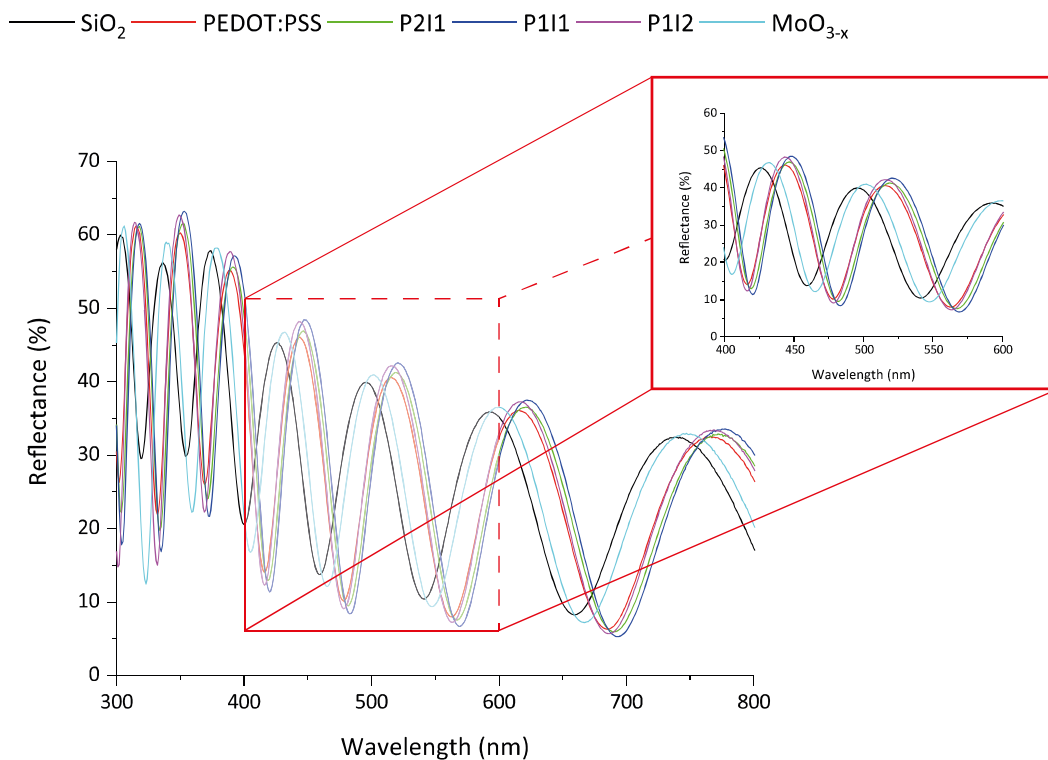 SiO2 PEDOT:PSS P2I1 P1I1 P1I2 MoO3-x
60
50
40
30
20
10
0
Reflectance (%)
400 450 500 550 600
Wavelength (nm)
70
60
50
40
30
20
10
0
Reflectance (%)
300 400 500 600 700 800
Wavelength (nm)